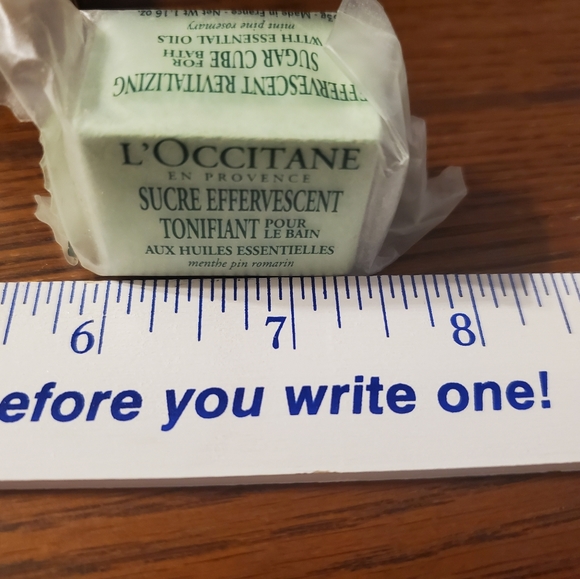 33g - Made in France - Net Wt 1.16 oz.
mint pine rosemary
WITH ESSENTIAL OILS
SUGAR CUBE FOR BATH
EFFERVESCENT REVITALIZING
L'OCCITANE
EN PROVENCE
SUCRE EFFERVESCENT
TONIFIANT POUR LE BAIN
AUX HUILES ESSENTIELLES
menthe pin romarin
6 7 8
efore you write one!